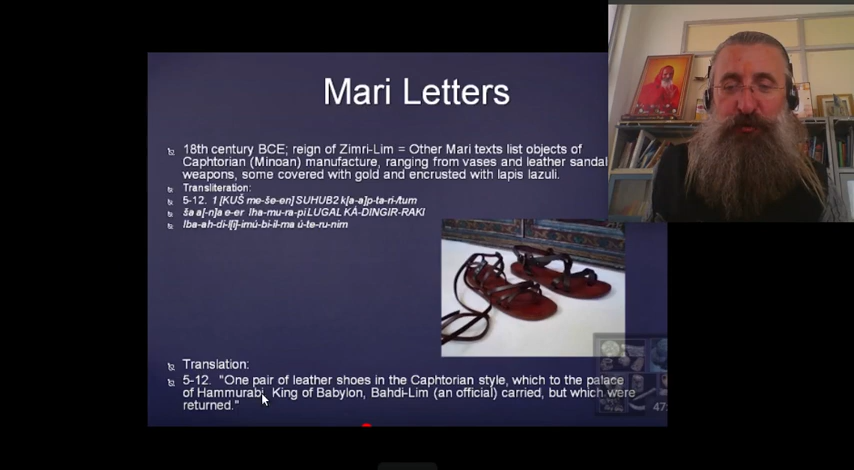 Mari Letters
18th century BCE; reign of Zimri-Lim = Other Mari texts list objects of
Caphtorian (Minoan) manufacture, ranging from vases and leather sandal
weapons, some covered with gold and encrusted with lapis lazuli.
Transliteration:
5-12. 1 [KUŠ me-še-en] SUHUB2 k[a-a]p-ta-ri-tum
ša a[-n]a e-er lha-mu-ra-pi LUGAL KÁ-DINGIR-RAKI
lba-ah-di-l[i]-imú-bi-il-ma ú-te-ru-nim
Translation:
5-12. "One pair of leather shoes in the Caphtorian style, which to the palace
of Hammurabi, King of Babylon, Bahdi-Lim (an official) carried, but which were
returned."
47: